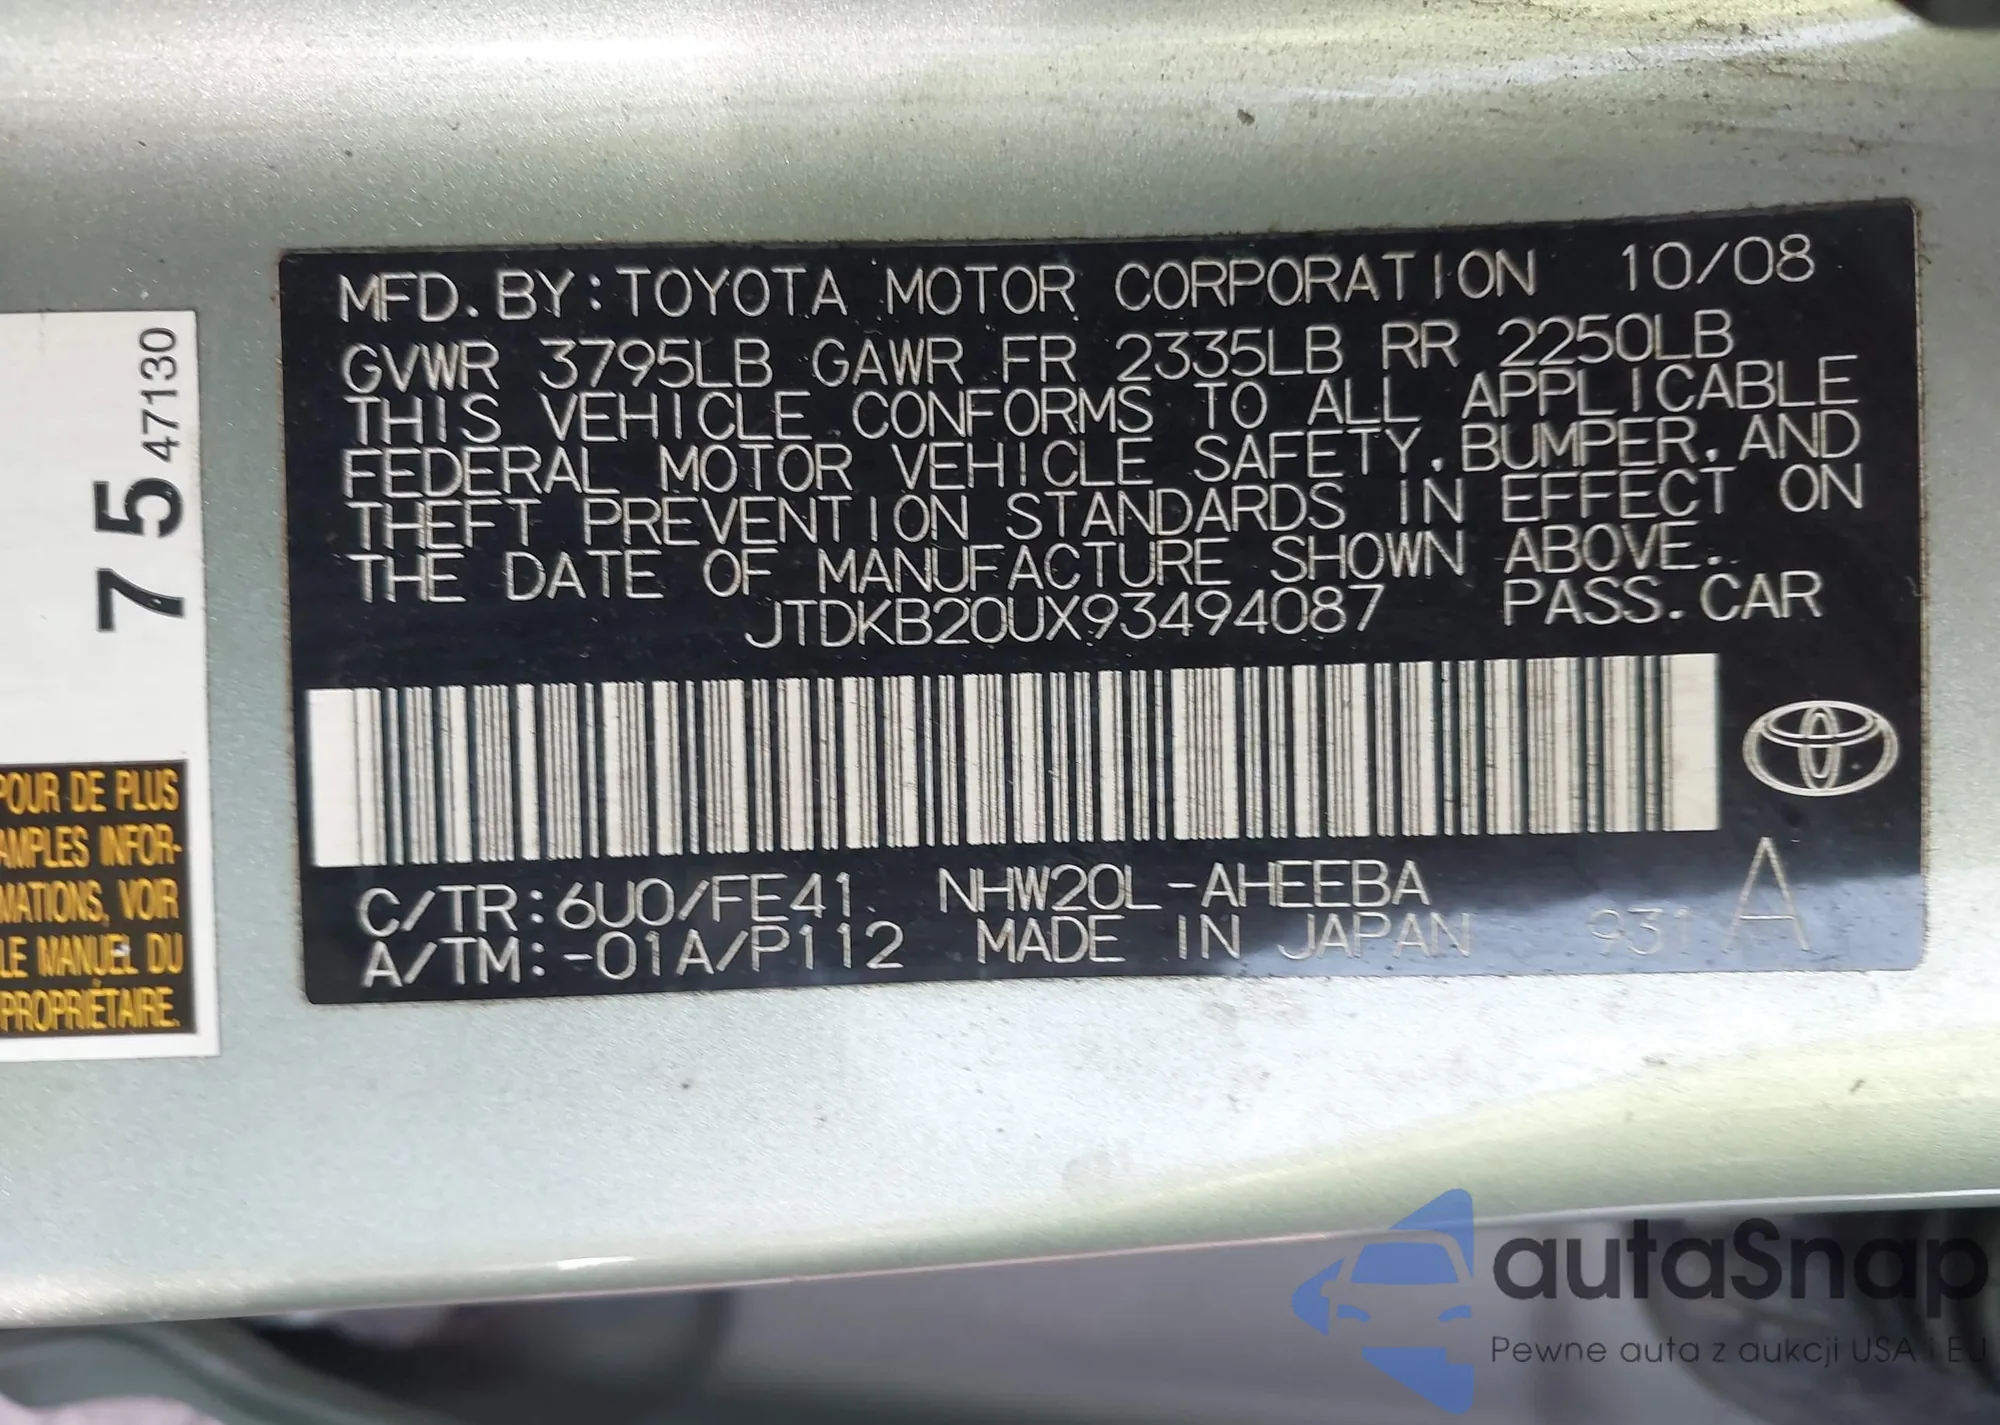 MFD. BY: TOYOTA MOTOR CORPORATION 10/08
GVWR 3795LB GAWR FR 2335LB RR 2250LB
THIS VEHICLE CONFORMS TO ALL APPLICABLE
FEDERAL MOTOR VEHICLE SAFETY, BUMPER, AND
THEFT PREVENTION STANDARDS IN EFFECT ON
THE DATE OF MANUFACTURE SHOWN ABOVE.
JTDKB20UX93494087 PASS. CAR
C/TR: 6U0/FE41 NHW20L-AHEEBA
A/TM: -01A/P112 MADE IN JAPAN 931 A
75 47130
POUR DE PLUS
AMPLES INFOR-
MATIONS, VOIR
LE MANUEL DU
PROPRIÉTAIRE.
autaSnap
Pewne auta z aukcji USA i EU